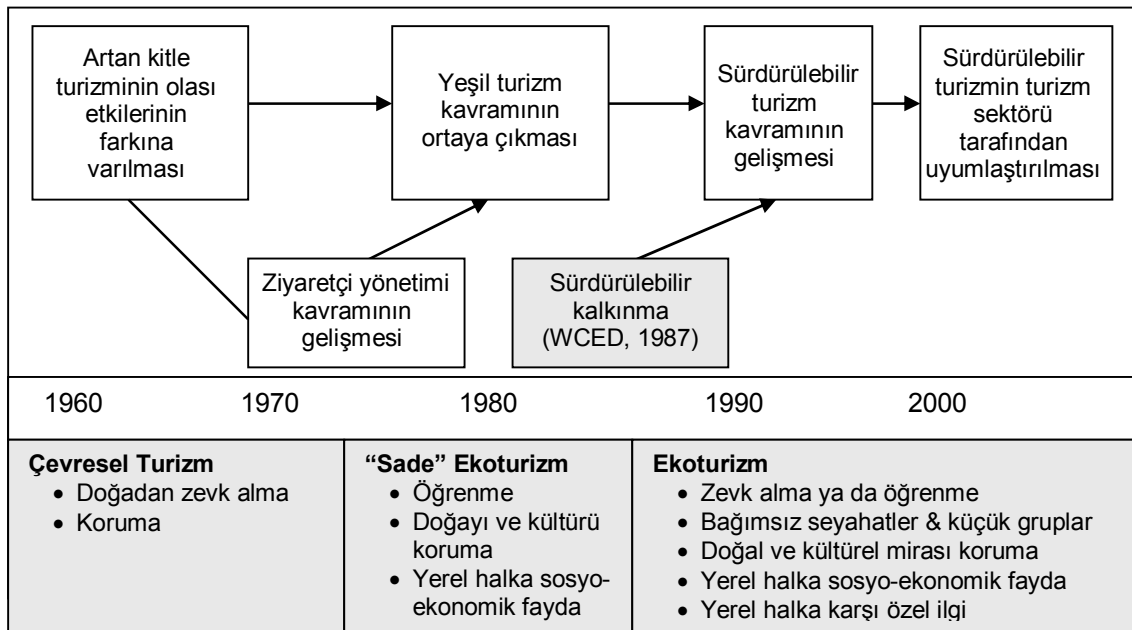 Artan kitle
turizminin olası
etkilerinin
farkına
varılması
Yeşil turizm
kavramının
ortaya çıkması
Sürdürülebilir
turizm
kavramının
gelişmesi
Sürdürülebilir
turizmin turizm
sektörü
tarafından
uyumlaştırılması
Ziyaretçi yönetimi
kavramının
gelişmesi
Sürdürülebilir
kalkınma
(WCED, 1987)
1960 1970 1980 1990 2000
Çevresel Turizm
• Doğadan zevk alma
• Koruma
“Sade” Ekoturizm
• Öğrenme
• Doğayı ve kültürü
koruma
• Yerel halka sosyo-
ekonomik fayda
Ekoturizm
• Zevk alma ya da öğrenme
• Bağımsız seyahatler & küçük gruplar
• Doğal ve kültürel mirası koruma
• Yerel halka sosyo-ekonomik fayda
• Yerel halka karşı özel ilgi